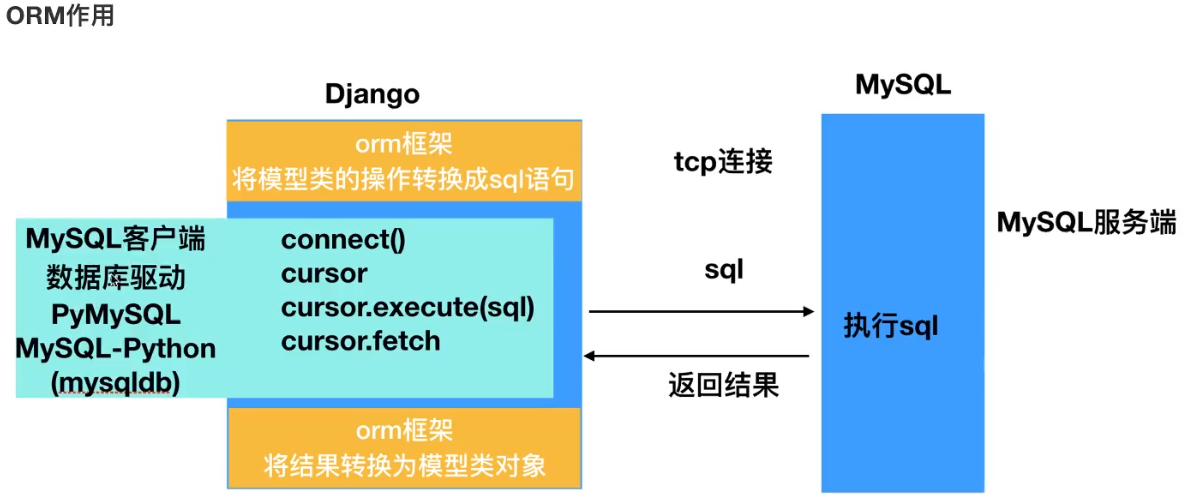 ORM作用
Django
MySQL
orm框架
将模型类的操作转换成sql语句
tcp连接
MySQL服务端
MySQL客户端
数据库驱动
PyMySQL
MySQL-Python
(mysqldb)
connect()
cursor
cursor.execute(sql)
cursor.fetch
sql
执行sql
返回结果
orm框架
将结果转换为模型类对象